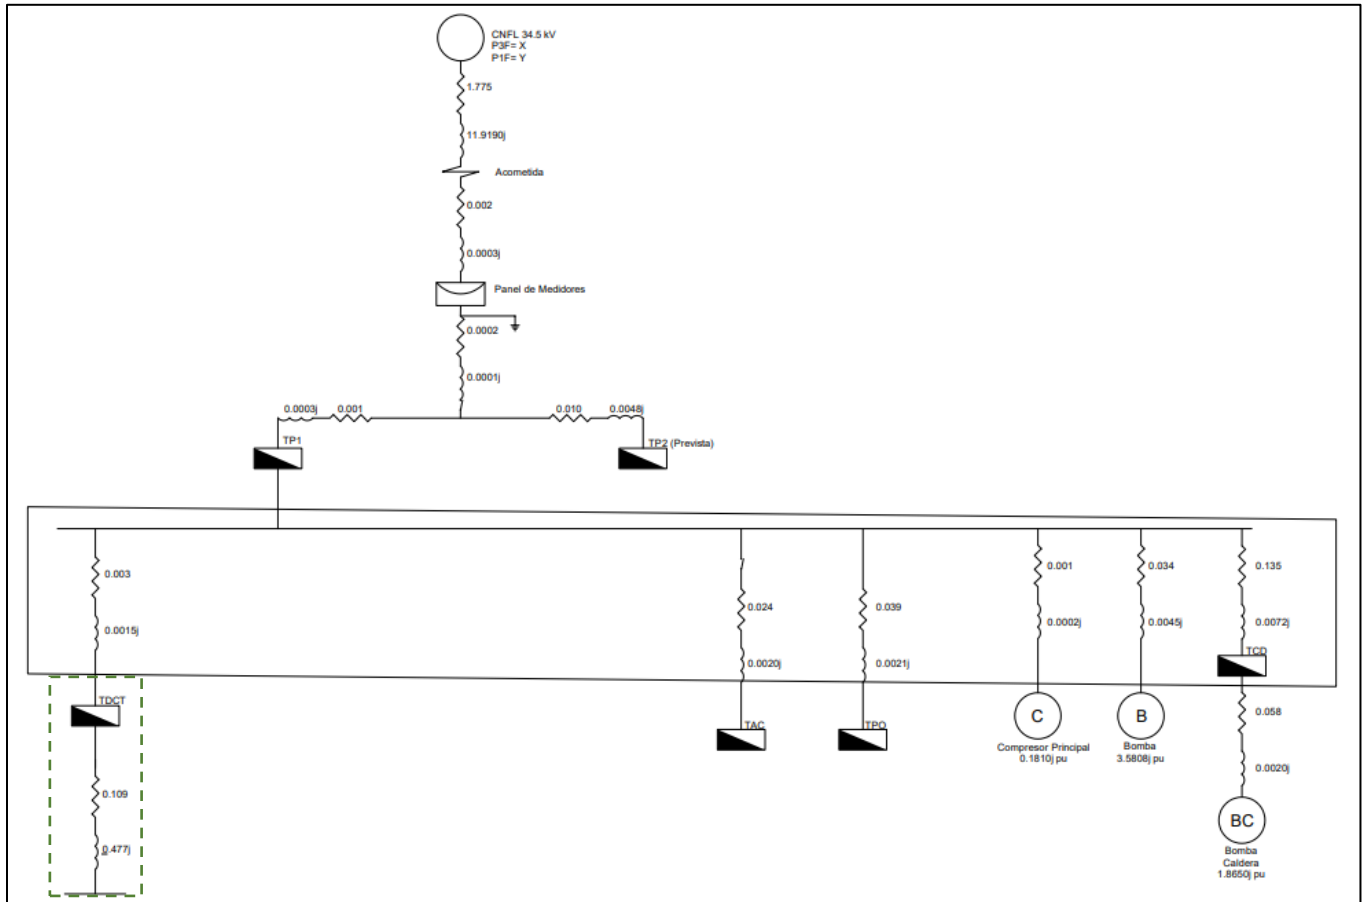 CNFL 34.5 kV
P3F= X
P1F= Y
1.775
11.9190j
Acometida
0.002
0.0003j
Panel de Medidores
0.0002
0.0001j
0.0003j
0.001
0.010
0.0048j
TP1
TP2 (Prevista)
0.003
0.0015j
0.024
0.0020j
0.039
0.0021j
0.001
0.0002j
0.034
0.0045j
0.135
0.0072j
TCD
TDCT
TAC
TPO
C
Compresor Principal
0.1810j pu
B
Bomba
3.5808j pu
0.058
0.0020j
0.109
0.477j
BC
Bomba
Caldera
1.8650j pu